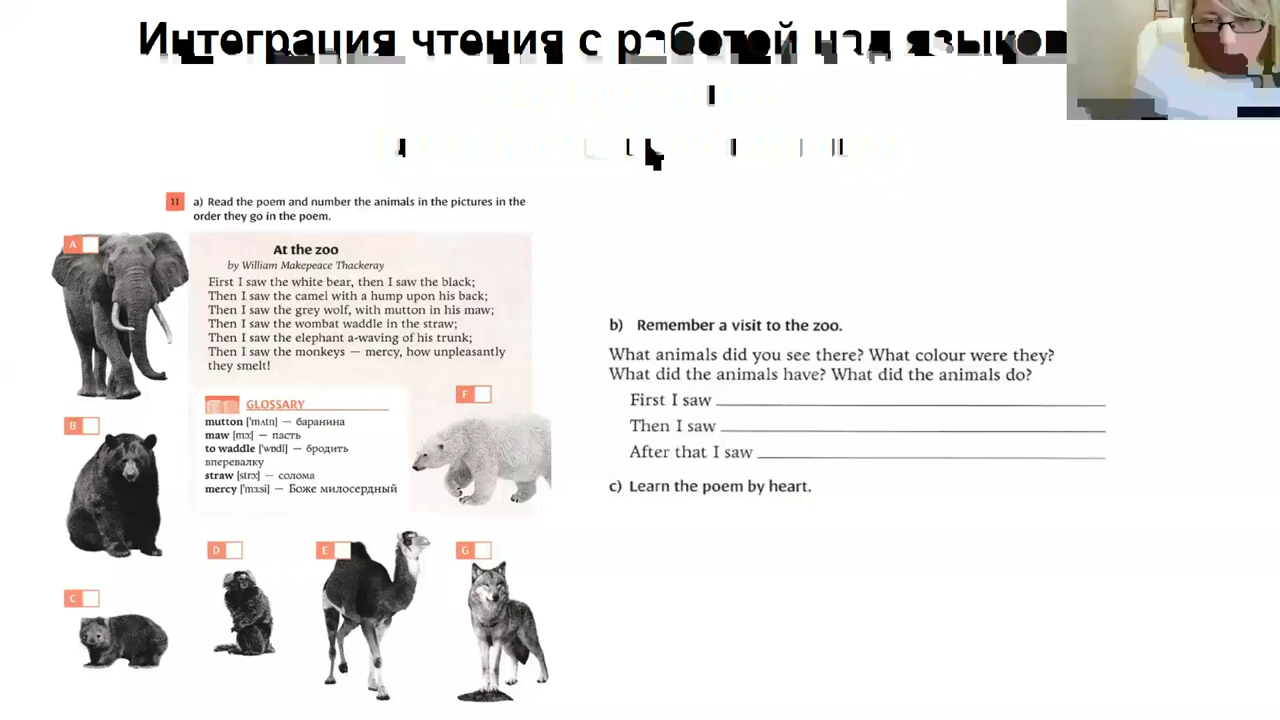 Интеграция чтения с работой над языков
11 a) Read the poem and number the animals in the pictures in the
order they go in the poem.
A
At the zoo
by William Makepeace Thackeray
First I saw the white bear, then I saw the black;
Then I saw the camel with a hump upon his back;
Then I saw the grey wolf, with mutton in his maw;
Then I saw the wombat waddle in the straw;
Then I saw the elephant a-waving of his trunk;
Then I saw the monkeys — mercy, how unpleasantly
they smelt!
F
GLOSSARY
mutton ['mʌtn] — баранина
maw [mɔ:] — пасть
to waddle ['wɒdl] — бродить
вперевалку
straw [strɔ:] — солома
mercy ['mɜ:si] — Боже милосердный
B
D
E
G
C
b) Remember a visit to the zoo.
What animals did you see there? What colour were they?
What did the animals have? What did the animals do?
First I saw
Then I saw
After that I saw
c) Learn the poem by heart.